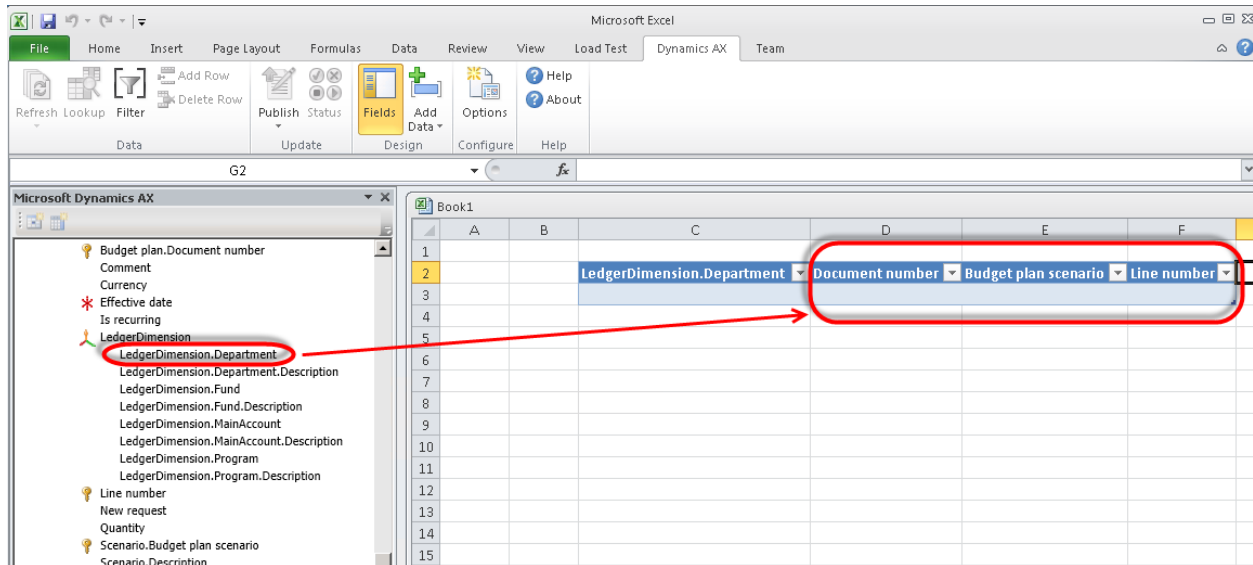 Microsoft Excel
File Home Insert Page Layout Formulas Data Review View Load Test Dynamics AX Team
Refresh Lookup Filter Add Row Delete Row Publish Status Fields Add Data Options Help About
Data Update Design Configure Help
G2 fx
Microsoft Dynamics AX
Book1
A B C D E F
Budget plan.Document number
Comment
Currency
Effective date
Is recurring
LedgerDimension
LedgerDimension.Department
LedgerDimension.Department.Description
LedgerDimension.Fund
LedgerDimension.Fund.Description
LedgerDimension.MainAccount
LedgerDimension.MainAccount.Description
LedgerDimension.Program
LedgerDimension.Program.Description
Line number
New request
Quantity
Scenario.Budget plan scenario
Scenario.Description
1
2 LedgerDimension.Department Document number Budget plan scenario Line number
3
4
5
6
7
8
9
10
11
12
13
14
15